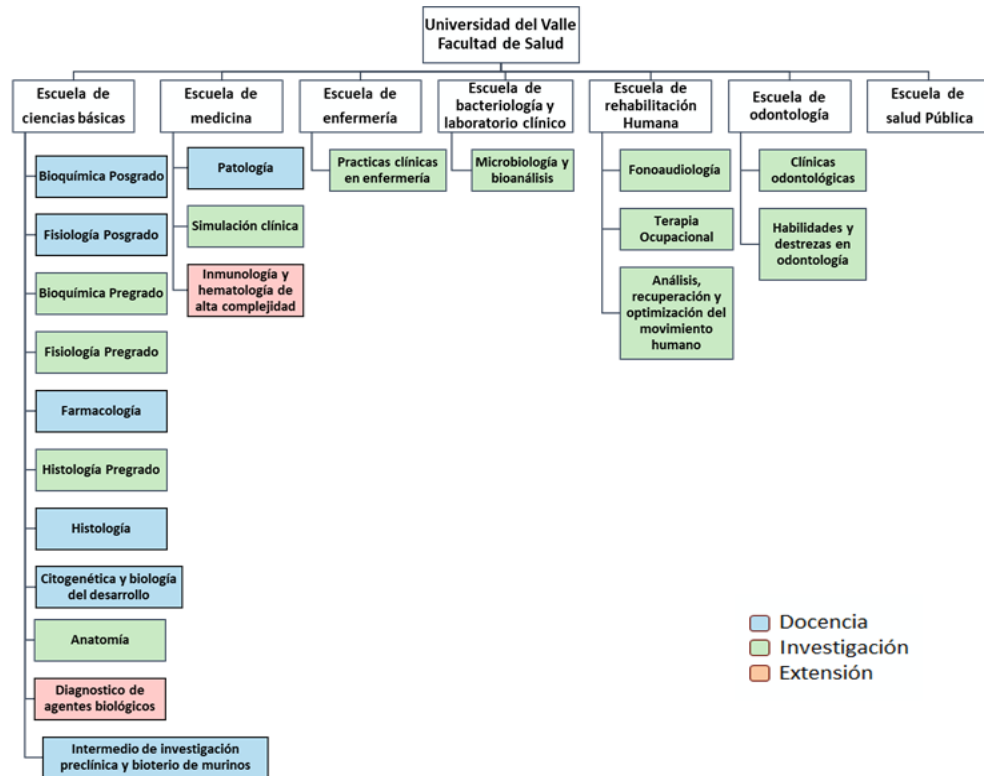 Universidad del Valle
Facultad de Salud
Escuela de
ciencias básicas
Escuela de
medicina
Escuela de
enfermería
Escuela de
bacteriología y
laboratorio clínico
Escuela de
rehabilitación
Humana
Escuela de
odontología
Escuela de
salud Pública
Bioquímica Posgrado
Fisiología Posgrado
Bioquímica Pregrado
Fisiología Pregrado
Farmacología
Histología Pregrado
Histología
Citogenética y biología
del desarrollo
Anatomía
Diagnostico de
agentes biológicos
Intermedio de investigación
preclínica y bioterio de murinos
Patología
Simulación clínica
Inmunología y
hematología de
alta complejidad
Practicas clínicas
en enfermería
Microbiología y
bioanálisis
Fonoaudiología
Terapia
Ocupacional
Análisis,
recuperación y
optimización del
movimiento
humano
Clínicas
odontológicas
Habilidades y
destrezas en
odontología
Docencia
Investigación
Extensión